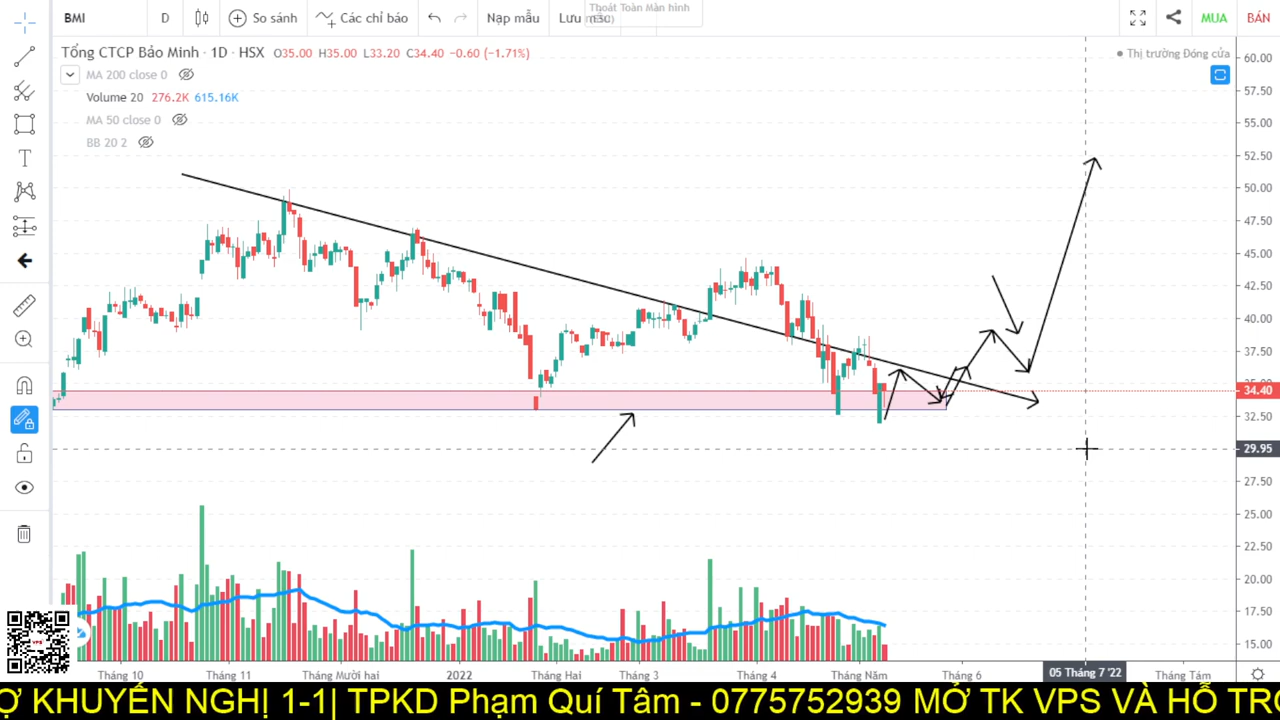 BMI D So sánh Các chỉ báo Nạp mẫu Lưu mẫu Thoát Toàn Màn hình (Esc) MUA BÁN
Tổng CTCP Bảo Minh · 1D · HSX O35.00 H35.00 L33.20 C34.40 −0.60 (−1.71%)
Thị trường Đóng cửa
MA 200 close 0
Volume 20 276.2K 615.16K
MA 50 close 0
BB 20 2
60.00
57.50
55.00
52.50
50.00
47.50
45.00
42.50
40.00
37.50
35.00
34.40
32.50
29.95
27.50
25.00
22.50
20.00
17.50
15.00
VPS
Tháng 10 Tháng 11 Tháng Mười hai 2022 Tháng Hai Tháng 3 Tháng 4 Tháng Năm Tháng 6 05 Tháng 7 '22 Tháng Tám
Ợ KHUYẾN NGHỊ 1-1| TPKD Phạm Quí Tâm - 0775752939 MỞ TK VPS VÀ HỖ TRỢ